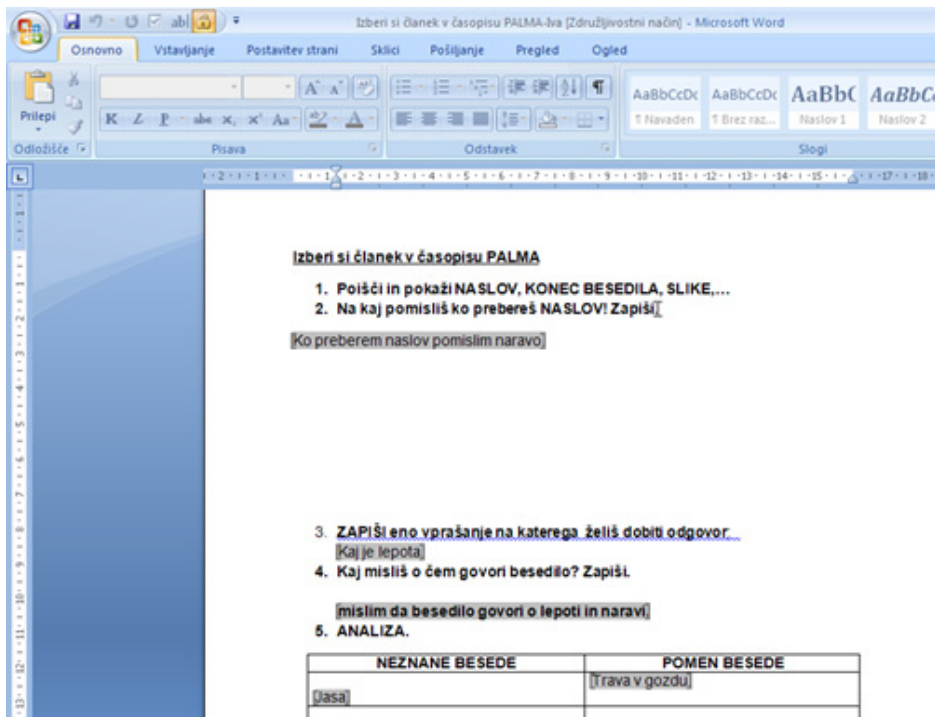 Izberi si članek v časopisu PALMA-Iva [Združljivostni način] - Microsoft Word
Osnovno Vstavljanje Postavitev strani Sklici Pošiljanje Pregled Ogled
Prilepi
K L P abc x, x² Aa
AaBbCcDc AaBbCcDc AaBbC AaBbC
¶ Navaden ¶ Brez raz... Naslov 1 Naslov 2
Odložišče Pisava Odstavek Slogi
Izberi si članek v časopisu PALMA
1. Poišči in pokaži NASLOV, KONEC BESEDILA, SLIKE,...
2. Na kaj pomisliš ko prebereš NASLOV! Zapiši.
[Ko preberem naslov pomislim naravo]
3. ZAPIŠI eno vprašanje na katerega želiš dobiti odgovor.
[Kaj je lepota]
4. Kaj misliš o čem govori besedilo? Zapiši.
[mislim da besedilo govori o lepoti in naravi,]
5. ANALIZA.
NEZNANE BESEDE POMEN BESEDE
[Trava v gozdu]
[Jasa]